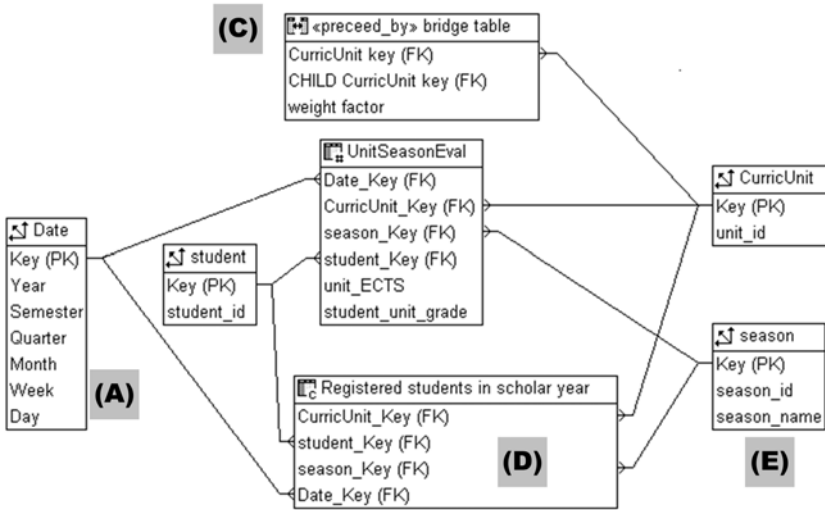 (C)
«preceed_by» bridge table
CurricUnit key (FK)
CHILD CurricUnit key (FK)
weight factor
UnitSeasonEval
Date_Key (FK)
CurricUnit_Key (FK)
season_Key (FK)
student_Key (FK)
unit_ECTS
student_unit_grade
CurricUnit
Key (PK)
unit_id
Date
Key (PK)
Year
Semester
Quarter
Month
Week
Day
(A)
student
Key (PK)
student_id
Registered students in scholar year
CurricUnit_Key (FK)
student_Key (FK)
season_Key (FK)
Date_Key (FK)
(D)
season
Key (PK)
season_id
season_name
(E)